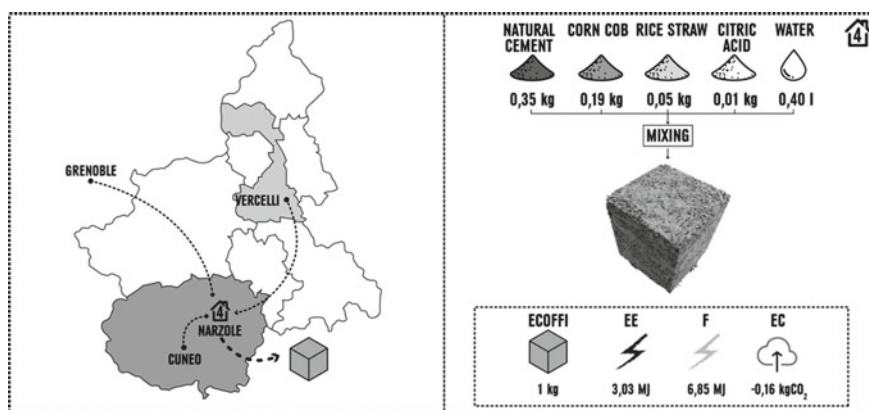 GRENOBLE
VERCELLI
4
NARZOLE
CUNEO
4
NATURAL CEMENT
CORN COB
RICE STRAW
CITRIC ACID
WATER
0,35 kg
0,19 kg
0,05 kg
0,01 kg
0,40 l
MIXING
ECOFFI
EE
F
EC
1 kg
3,03 MJ
6,85 MJ
-0,16 kgCO₂